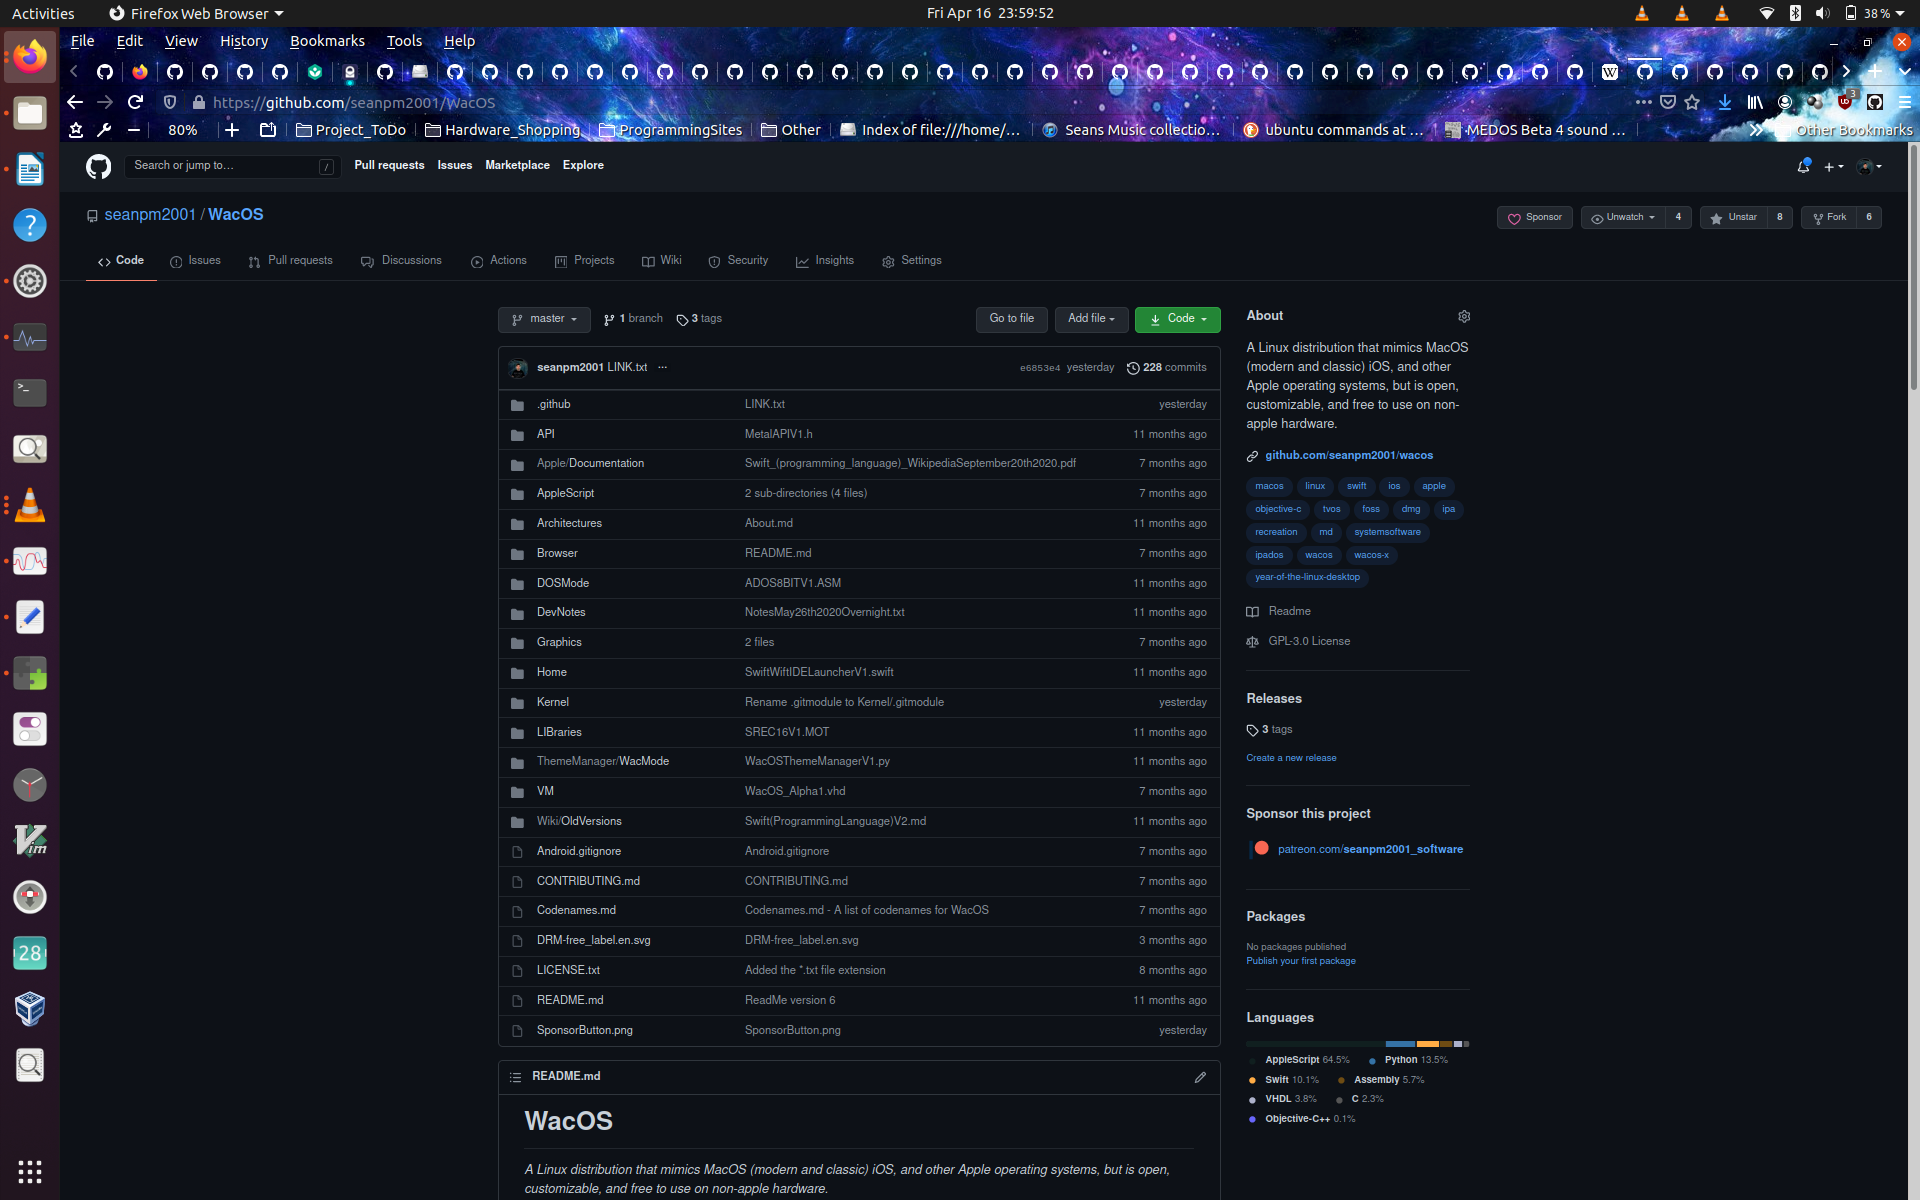 Activities Firefox Web Browser Fri Apr 16 23:59:52 38 %
File Edit View History Bookmarks Tools Help
https://github.com/seanpm2001/WacOS 3
80% Project_ToDo Hardware_Shopping ProgrammingSites Other Index of file:///home/... Seans Music collectio... ubuntu commands at ... MEDOS Beta 4 sound ... Other Bookmarks
Search or jump to... / Pull requests Issues Marketplace Explore
seanpm2001 / WacOS Sponsor Unwatch 4 Unstar 8 Fork 6
Code Issues Pull requests Discussions Actions Projects Wiki Security Insights Settings
master 1 branch 3 tags Go to file Add file Code
seanpm2001 LINK.txt ... e6853e4 yesterday 228 commits
.github LINK.txt yesterday
API MetalAPIV1.h 11 months ago
Apple/Documentation Swift_(programming_language)_WikipediaSeptember20th2020.pdf 7 months ago
AppleScript 2 sub-directories (4 files) 7 months ago
Architectures About.md 11 months ago
Browser README.md 7 months ago
DOSMode ADOS8BITV1.ASM 11 months ago
DevNotes NotesMay26th2020Overnight.txt 11 months ago
Graphics 2 files 7 months ago
Home SwiftWiftIDELauncherV1.swift 11 months ago
Kernel Rename .gitmodule to Kernel/.gitmodule yesterday
LIBraries SREC16V1.MOT 11 months ago
ThemeManager/WacMode WacOSThemeManagerV1.py 11 months ago
VM WacOS_Alpha1.vhd 7 months ago
Wiki/OldVersions Swift(ProgrammingLanguage)V2.md 11 months ago
Android.gitignore Android.gitignore 7 months ago
CONTRIBUTING.md CONTRIBUTING.md 7 months ago
Codenames.md Codenames.md - A list of codenames for WacOS 7 months ago
DRM-free_label.en.svg DRM-free_label.en.svg 3 months ago
LICENSE.txt Added the *.txt file extension 8 months ago
README.md ReadMe version 6 11 months ago
SponsorButton.png SponsorButton.png yesterday
README.md
WacOS
A Linux distribution that mimics MacOS (modern and classic) iOS, and other Apple operating systems, but is open,
customizable, and free to use on non-apple hardware.
About
A Linux distribution that mimics MacOS
(modern and classic) iOS, and other
Apple operating systems, but is open,
customizable, and free to use on non-
apple hardware.
github.com/seanpm2001/wacos
macos linux swift ios apple
objective-c tvos foss dmg ipa
recreation md systemsoftware
ipados wacos wacos-x
year-of-the-linux-desktop
Readme
GPL-3.0 License
Releases
3 tags
Create a new release
Sponsor this project
patreon.com/seanpm2001_software
Packages
No packages published
Publish your first package
Languages
AppleScript 64.5% Python 13.5%
Swift 10.1% Assembly 5.7%
VHDL 3.8% C 2.3%
Objective-C++ 0.1%
28